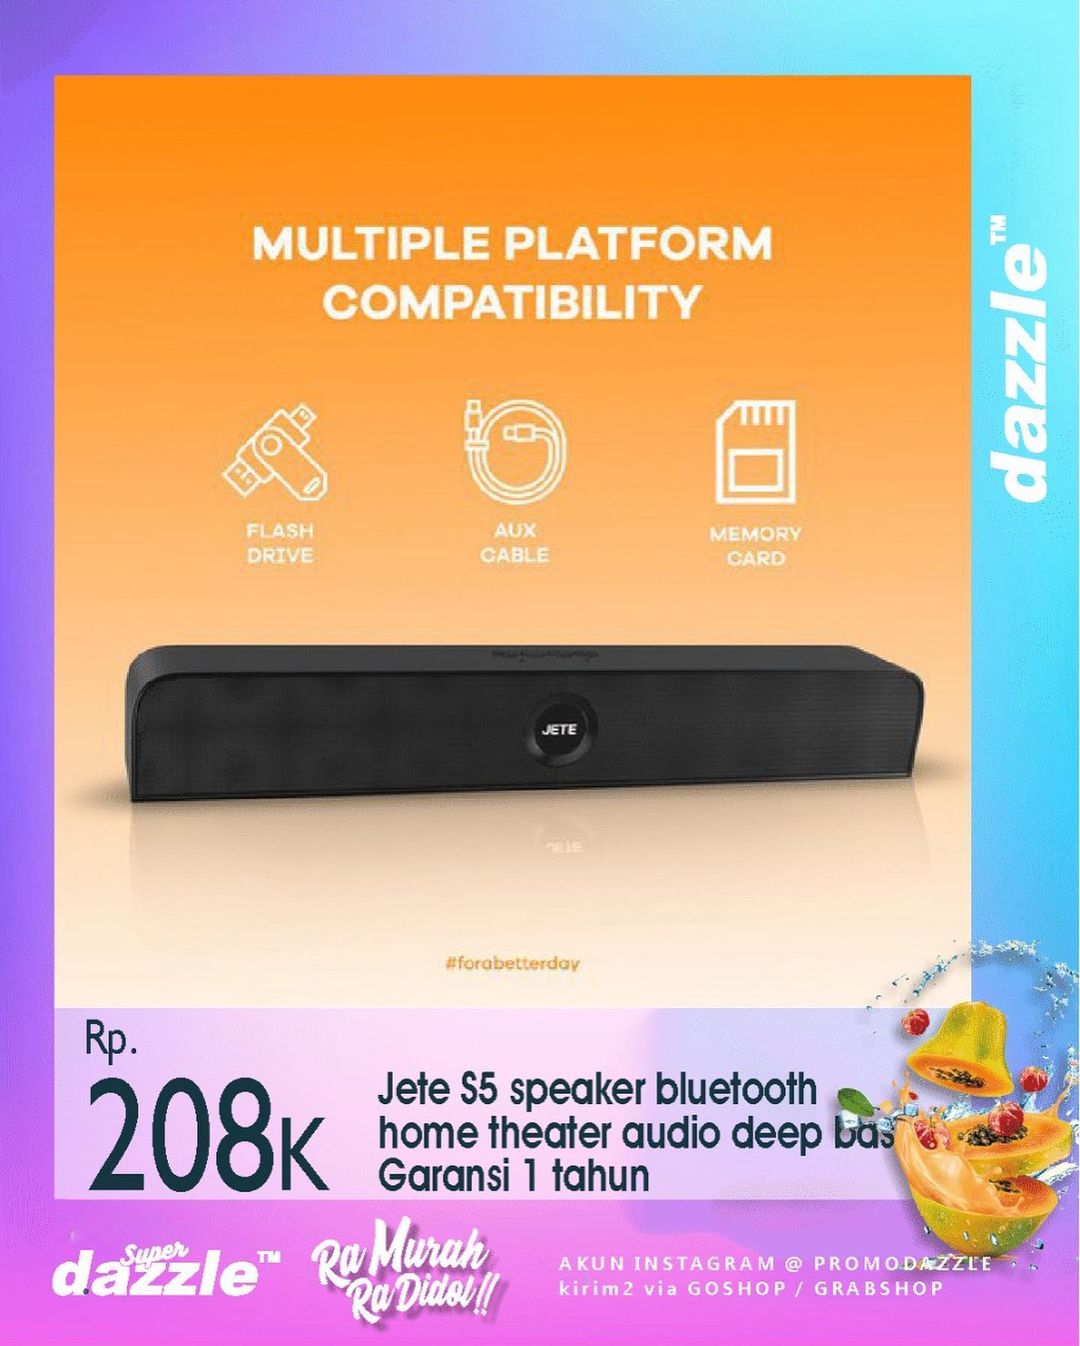 MULTIPLE PLATFORM
COMPATIBILITY
dazzle™
FLASH
DRIVE
AUX
CABLE
MEMORY
CARD
JETE
#forabetterday
Rp.
208K
Jete S5 speaker bluetooth
home theater audio deep bas
Garansi 1 tahun
Super
dazzle™
Ra Murah
Ra Didol!!
AKUN INSTAGRAM @ PROMODAZZLE
kirim2 via GOSHOP / GRABSHOP